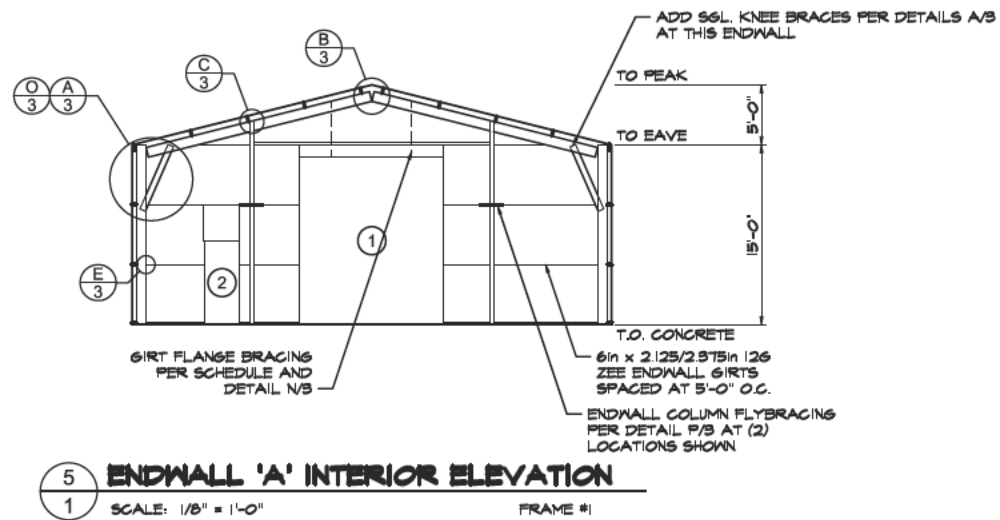 ADD SGL. KNEE BRACES PER DETAILS A/3
AT THIS ENDWALL
B
3
C
3
O
3
A
3
TO PEAK
5'-0"
TO EAVE
15'-0"
1
2
E
3
T.O. CONCRETE
GIRT FLANGE BRACING
PER SCHEDULE AND
DETAIL N/3
6in x 2.125/2.375in 12G
ZEE ENDWALL GIRTS
SPACED AT 5'-0" O.C.
ENDWALL COLUMN FLYBRACING
PER DETAIL P/3 AT (2)
LOCATIONS SHOWN
5
1
ENDWALL 'A' INTERIOR ELEVATION
SCALE: 1/8" = 1'-0"
FRAME #1